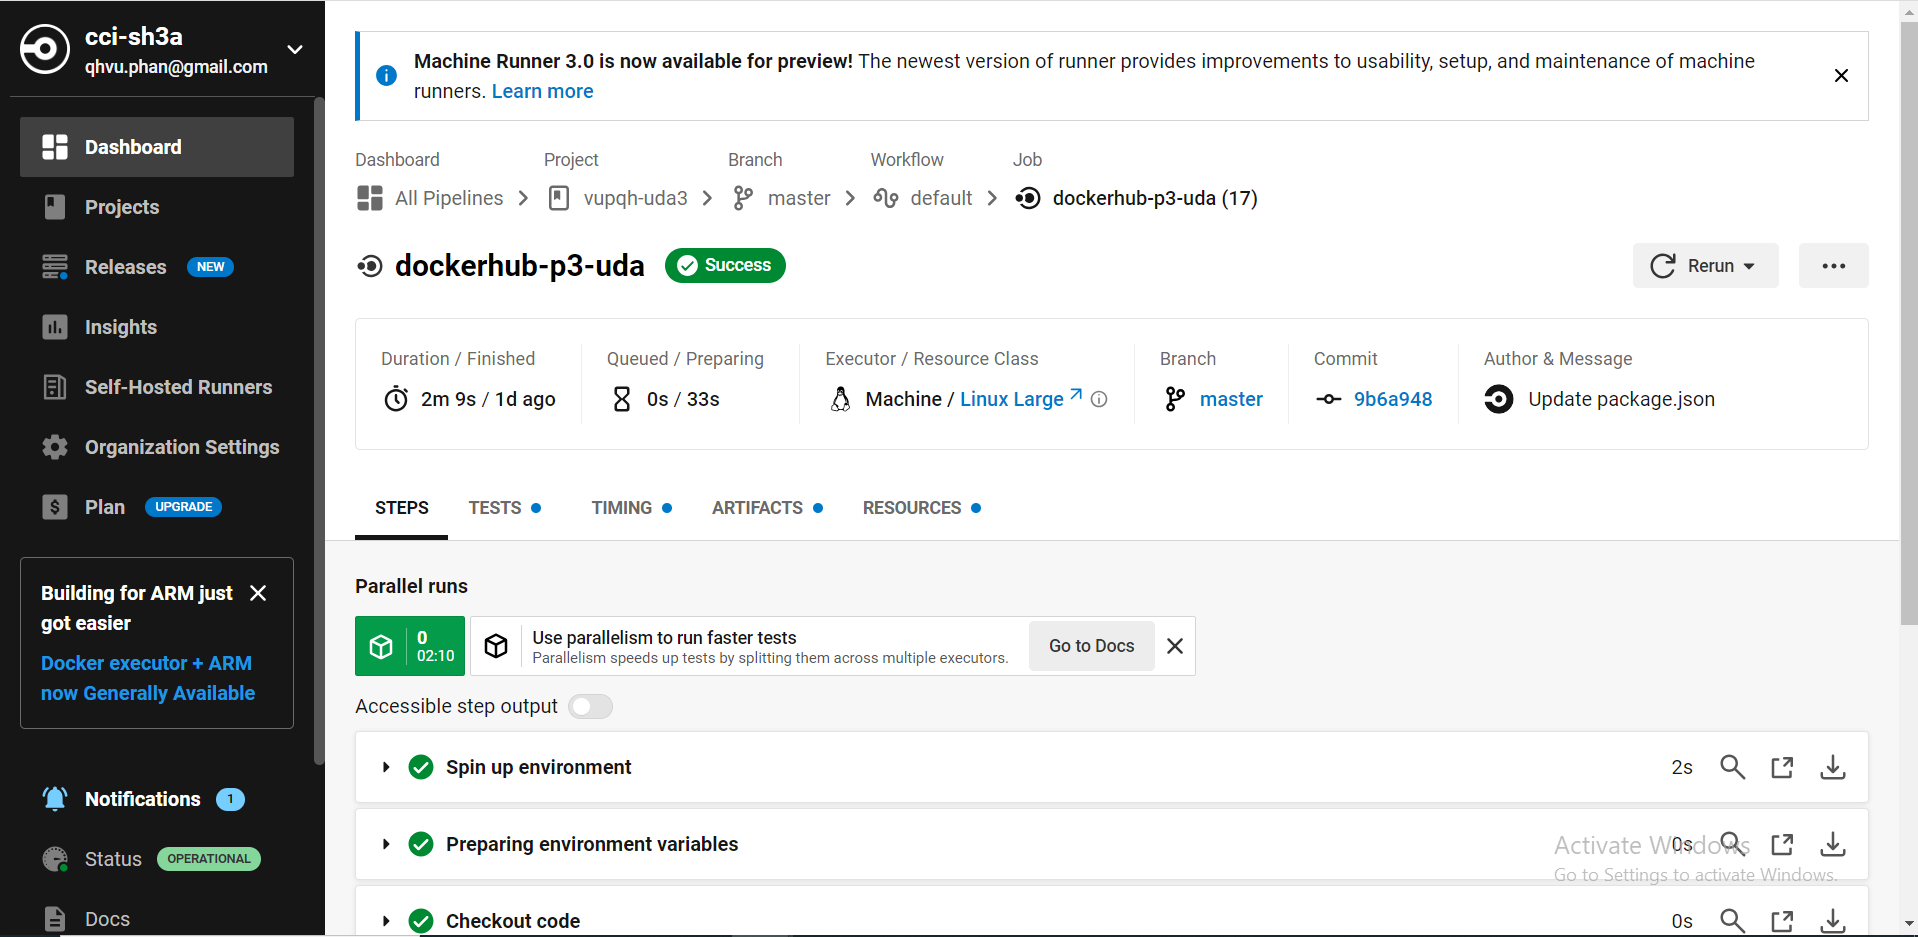 cci-sh3a
qhvu.phan@gmail.com
Dashboard
Projects
Releases NEW
Insights
Self-Hosted Runners
Organization Settings
Plan UPGRADE
Building for ARM just
got easier
Docker executor + ARM
now Generally Available
Notifications 1
Status OPERATIONAL
Docs
Machine Runner 3.0 is now available for preview! The newest version of runner provides improvements to usability, setup, and maintenance of machine
runners. Learn more
Dashboard Project Branch Workflow Job
All Pipelines vupqh-uda3 master default dockerhub-p3-uda (17)
dockerhub-p3-uda Success Rerun
Duration / Finished Queued / Preparing Executor / Resource Class Branch Commit Author & Message
2m 9s / 1d ago 0s / 33s Machine / Linux Large master 9b6a948 Update package.json
STEPS TESTS TIMING ARTIFACTS RESOURCES
Parallel runs
0
02:10
Use parallelism to run faster tests
Parallelism speeds up tests by splitting them across multiple executors.
Go to Docs
Accessible step output
Spin up environment 2s
Preparing environment variables 0s
Activate Windows
Go to Settings to activate Windows.
Checkout code 0s